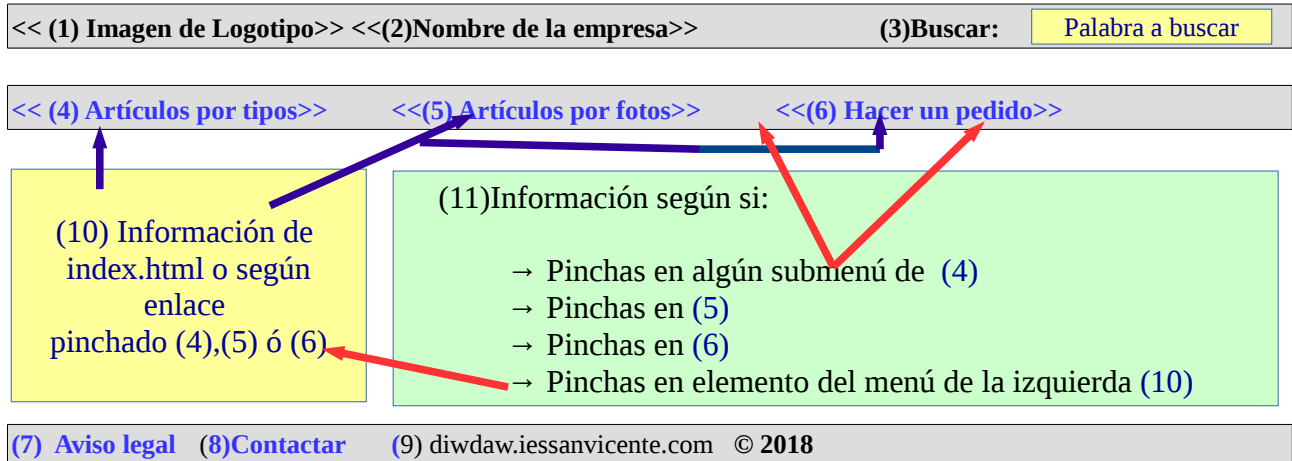 << (1) Imagen de Logotipo>> <<(2)Nombre de la empresa>> (3)Buscar: Palabra a buscar
<< (4) Artículos por tipos>> <<(5) Artículos por fotos>> <<(6) Hacer un pedido>>
(10) Información de
index.html o según
enlace
pinchado (4),(5) ó (6)
(11)Información según si:
→ Pinchas en algún submenú de (4)
→ Pinchas en (5)
→ Pinchas en (6)
→ Pinchas en elemento del menú de la izquierda (10)
(7) Aviso legal (8)Contactar (9) diwdaw.iessanvicente.com © 2018